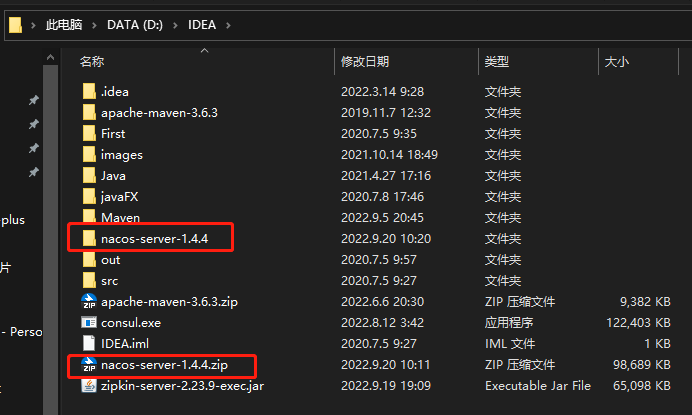 此电脑 > DATA (D:) > IDEA >
名称 修改日期 类型 大小
.idea 2022.3.14 9:28 文件夹
apache-maven-3.6.3 2019.11.7 12:32 文件夹
First 2020.7.5 9:35 文件夹
images 2021.10.14 18:49 文件夹
Java 2021.4.27 17:16 文件夹
javaFX 2020.7.8 17:46 文件夹
plus
Maven 2022.9.5 20:45 文件夹
nacos-server-1.4.4 2022.9.20 10:20 文件夹
片
out 2020.7.5 9:57 文件夹
src 2020.7.5 9:27 文件夹
apache-maven-3.6.3.zip 2022.6.6 20:30 ZIP 压缩文件 9,382 KB
- Perso
consul.exe 2022.8.12 3:42 应用程序 122,403 KB
IDEA.iml 2020.7.5 9:27 IML 文件 1 KB
ZIP nacos-server-1.4.4.zip 2022.9.20 10:11 ZIP 压缩文件 98,689 KB
zipkin-server-2.23.9-exec.jar 2022.9.19 19:09 Executable Jar File 65,098 KB